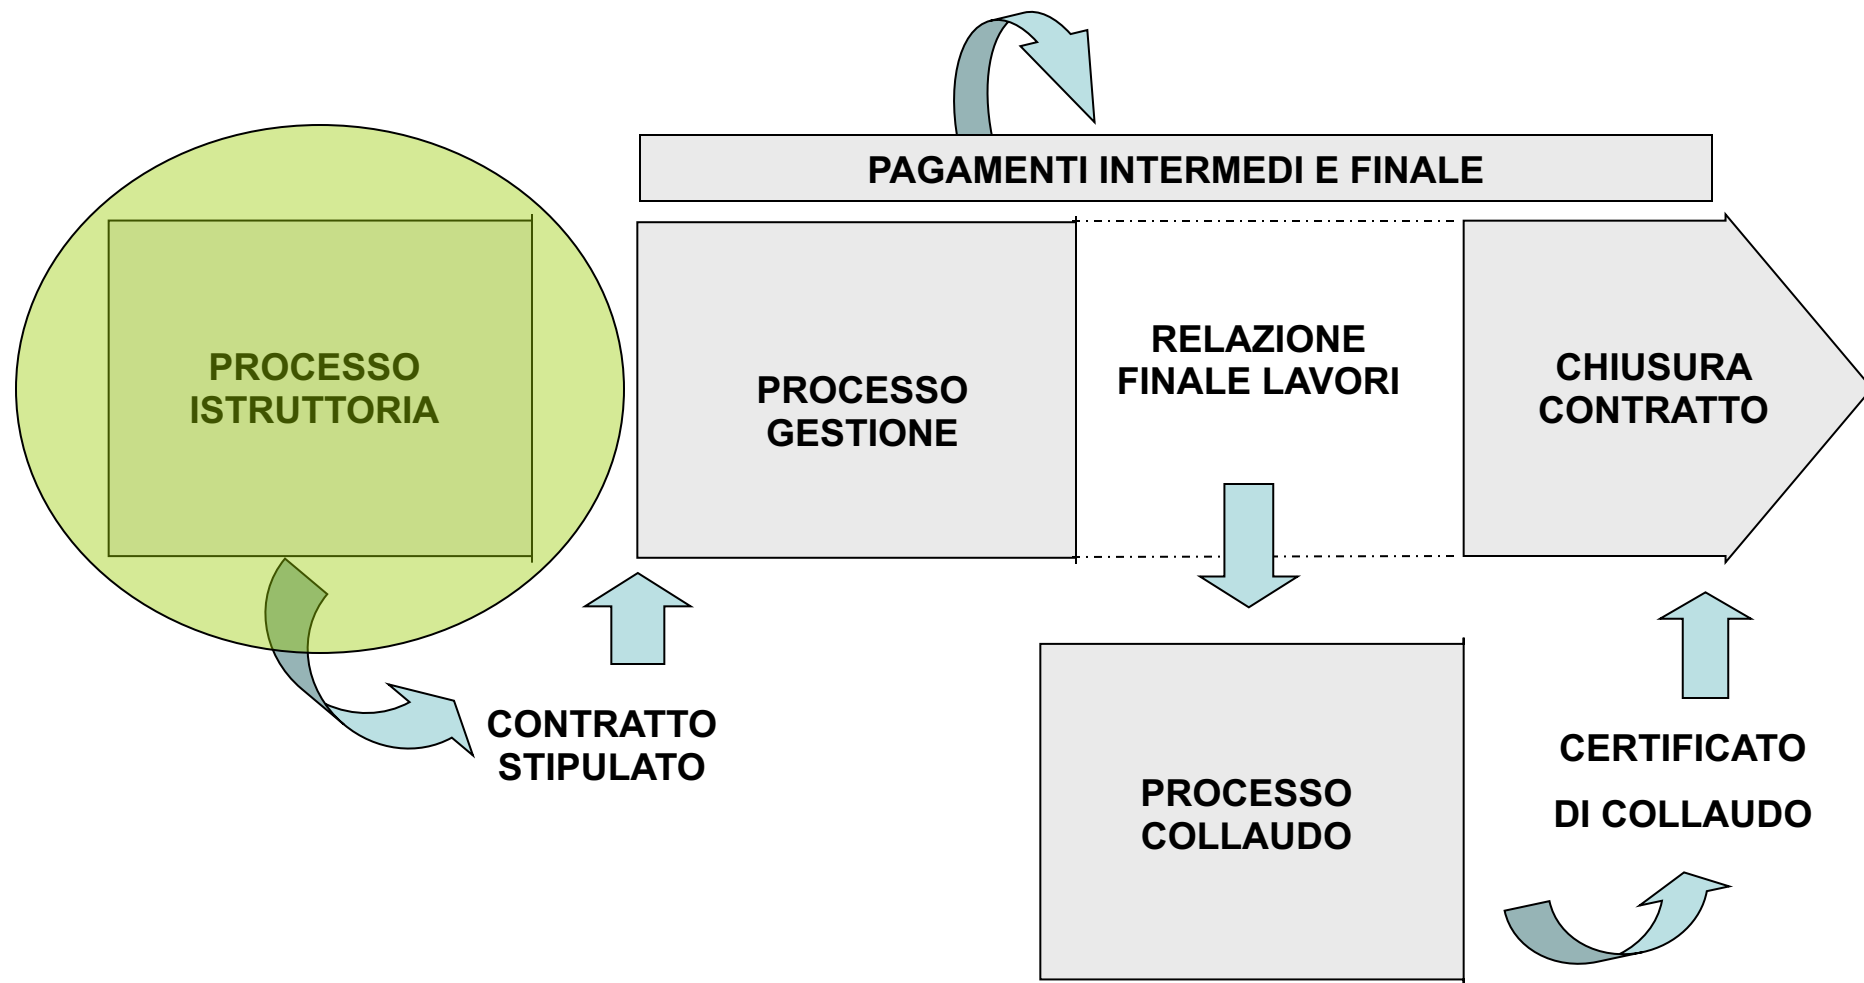 PAGAMENTI INTERMEDI E FINALE
PROCESSO
ISTRUTTORIA
PROCESSO
GESTIONE
RELAZIONE
FINALE LAVORI
CHIUSURA
CONTRATTO
CONTRATTO
STIPULATO
PROCESSO
COLLAUDO
CERTIFICATO
DI COLLAUDO